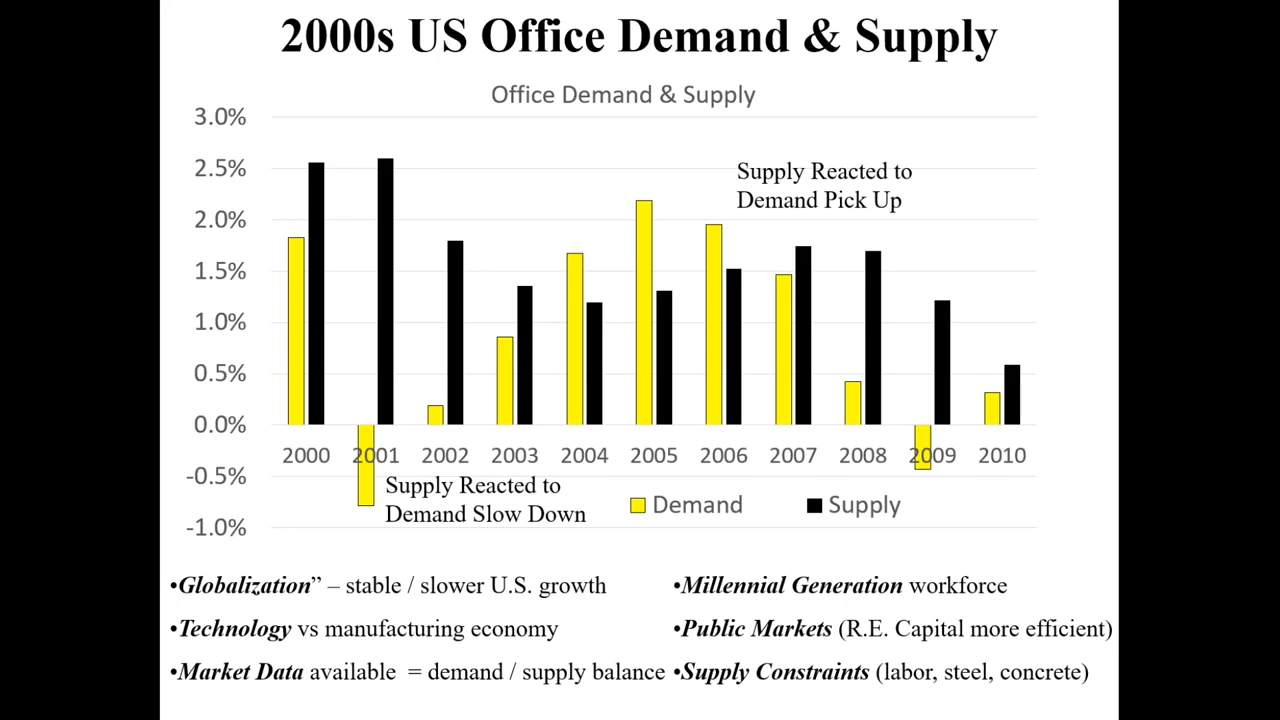 2000s US Office Demand & Supply
Office Demand & Supply
3.0%
2.5%
2.0%
1.5%
1.0%
0.5%
0.0%
-0.5%
-1.0%
Supply Reacted to
Demand Pick Up
2000 2001 2002 2003 2004 2005 2006 2007 2008 2009 2010
Supply Reacted to
Demand Slow Down
Demand Supply
•Globalization” – stable / slower U.S. growth
•Technology vs manufacturing economy
•Market Data available = demand / supply balance
•Millennial Generation workforce
•Public Markets (R.E. Capital more efficient)
•Supply Constraints (labor, steel, concrete)